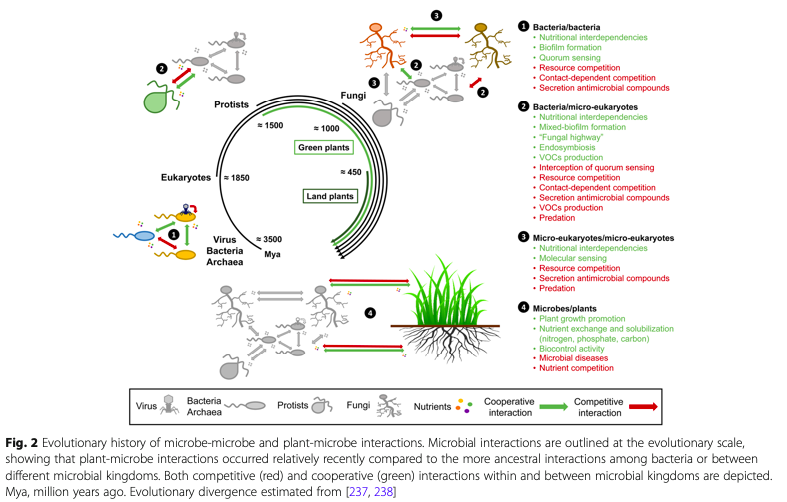 3
2
3
2
2
Protists
Fungi
≈ 1500
≈ 1000
Green plants
Eukaryotes
≈ 1850
≈ 450
Land plants
1
Virus
Bacteria
Archaea
≈ 3500
Mya
4
1 Bacteria/bacteria
• Nutritional interdependencies
• Biofilm formation
• Quorum sensing
• Resource competition
• Contact-dependent competition
• Secretion antimicrobial compounds
2 Bacteria/micro-eukaryotes
• Nutritional interdependencies
• Mixed-biofilm formation
• "Fungal highway"
• Endosymbiosis
• VOCs production
• Interception of quorum sensing
• Resource competition
• Contact-dependent competition
• Secretion antimicrobial compounds
• VOCs production
• Predation
3 Micro-eukaryotes/micro-eukaryotes
• Nutritional interdependencies
• Molecular sensing
• Resource competition
• Secretion antimicrobial compounds
• Predation
4 Microbes/plants
• Plant growth promotion
• Nutrient exchange and solubilization
(nitrogen, phosphate, carbon)
• Biocontrol activity
• Microbial diseases
• Nutrient competition
Virus
Bacteria
Archaea
Protists
Fungi
Nutrients
Cooperative
interaction
Competitive
interaction
Fig. 2 Evolutionary history of microbe-microbe and plant-microbe interactions. Microbial interactions are outlined at the evolutionary scale,
showing that plant-microbe interactions occurred relatively recently compared to the more ancestral interactions among bacteria or between
different microbial kingdoms. Both competitive (red) and cooperative (green) interactions within and between microbial kingdoms are depicted.
Mya, million years ago. Evolutionary divergence estimated from [237, 238]